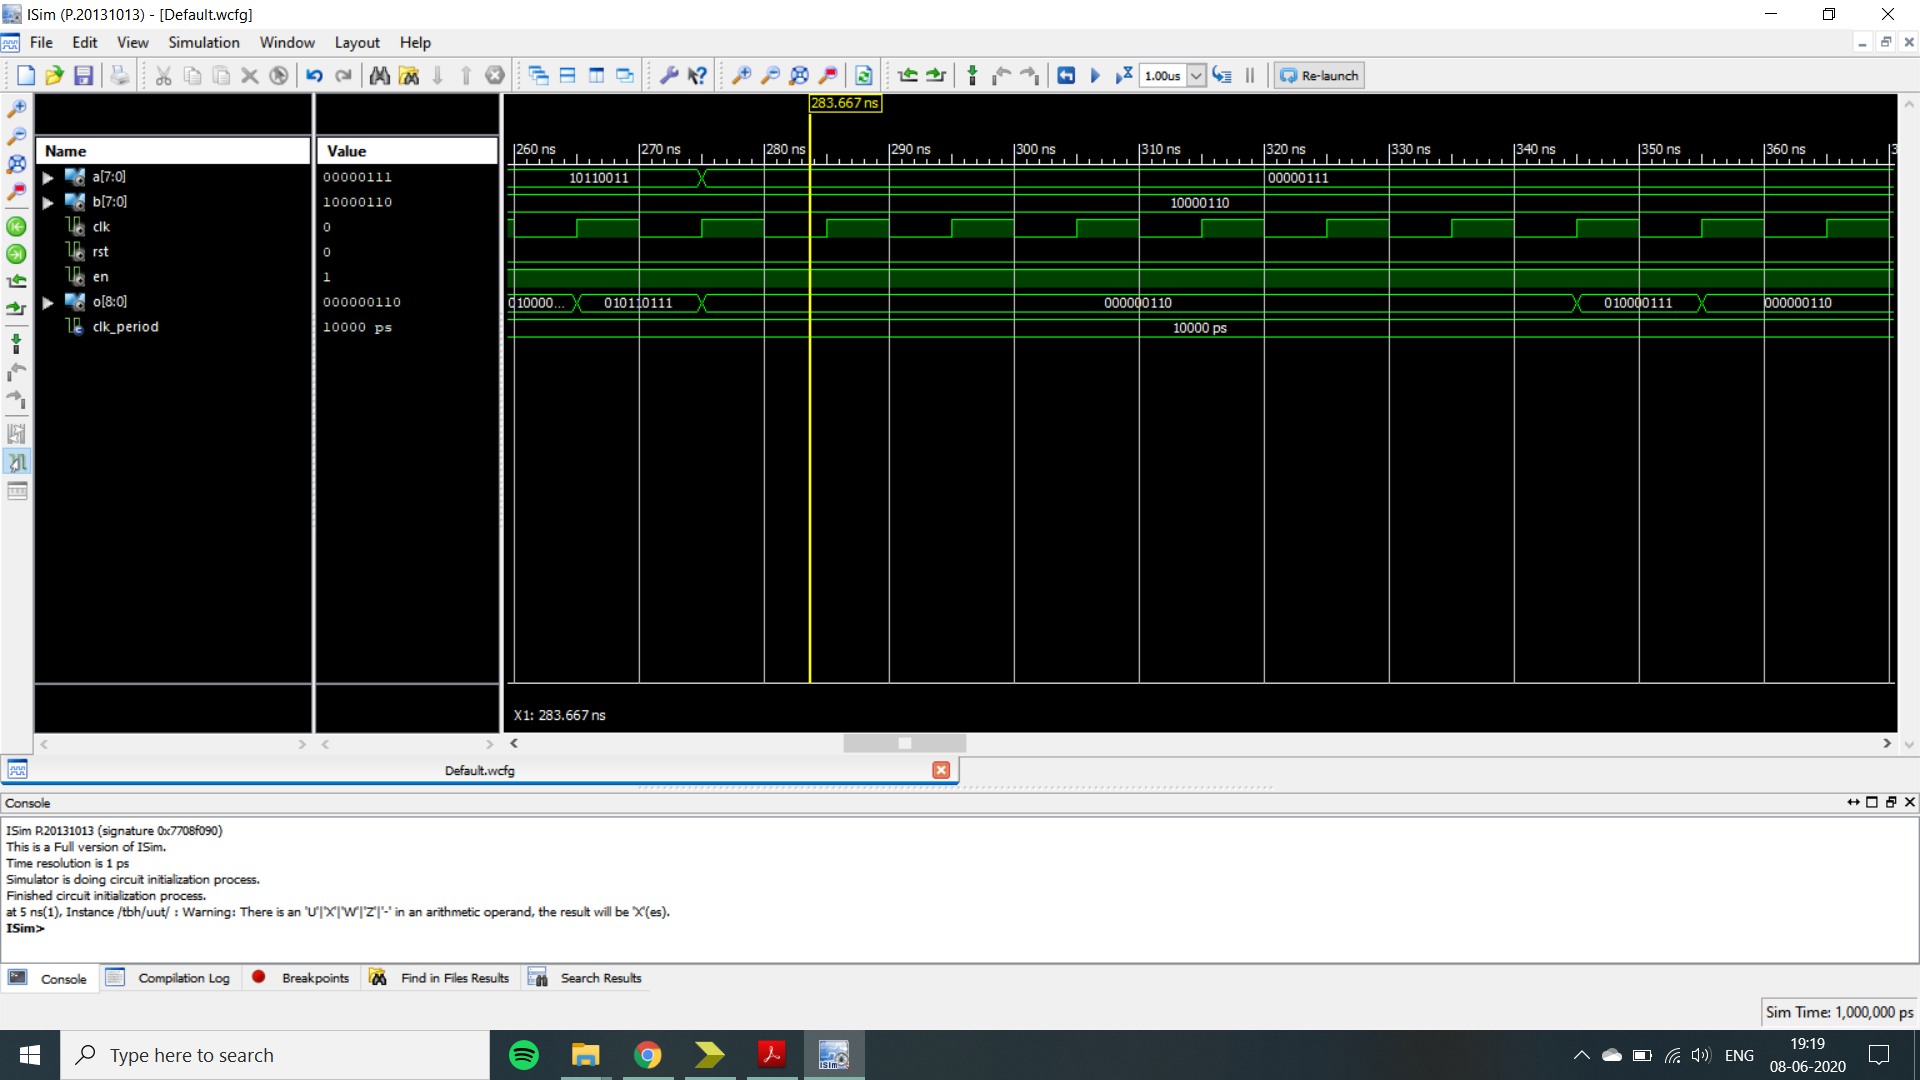 ISim (P.20131013) - [Default.wcfg]
File Edit View Simulation Window Layout Help
1.00us Re-launch
283.667 ns
260 ns 270 ns 280 ns 290 ns 300 ns 310 ns 320 ns 330 ns 340 ns 350 ns 360 ns 3
Name Value
a[7:0] 00000111 10110011 00000111
b[7:0] 10000110 10000110
clk 0
rst 0
en 1
o[8:0] 000000110 010000... 010110111 000000110 010000111 000000110
clk_period 10000 ps 10000 ps
X1: 283.667 ns
Default.wcfg
Console
ISim P.20131013 (signature 0x7708f090)
This is a Full version of ISim.
Time resolution is 1 ps
Simulator is doing circuit initialization process.
Finished circuit initialization process.
at 5 ns(1), Instance /tbh/uut/ : Warning: There is an 'U'|'X'|'W'|'Z'|'-' in an arithmetic operand, the result will be 'X'(es).
ISim>
Console Compilation Log Breakpoints Find in Files Results Search Results
Sim Time: 1,000,000 ps
Type here to search
ISim
ENG
19:19
08-06-2020